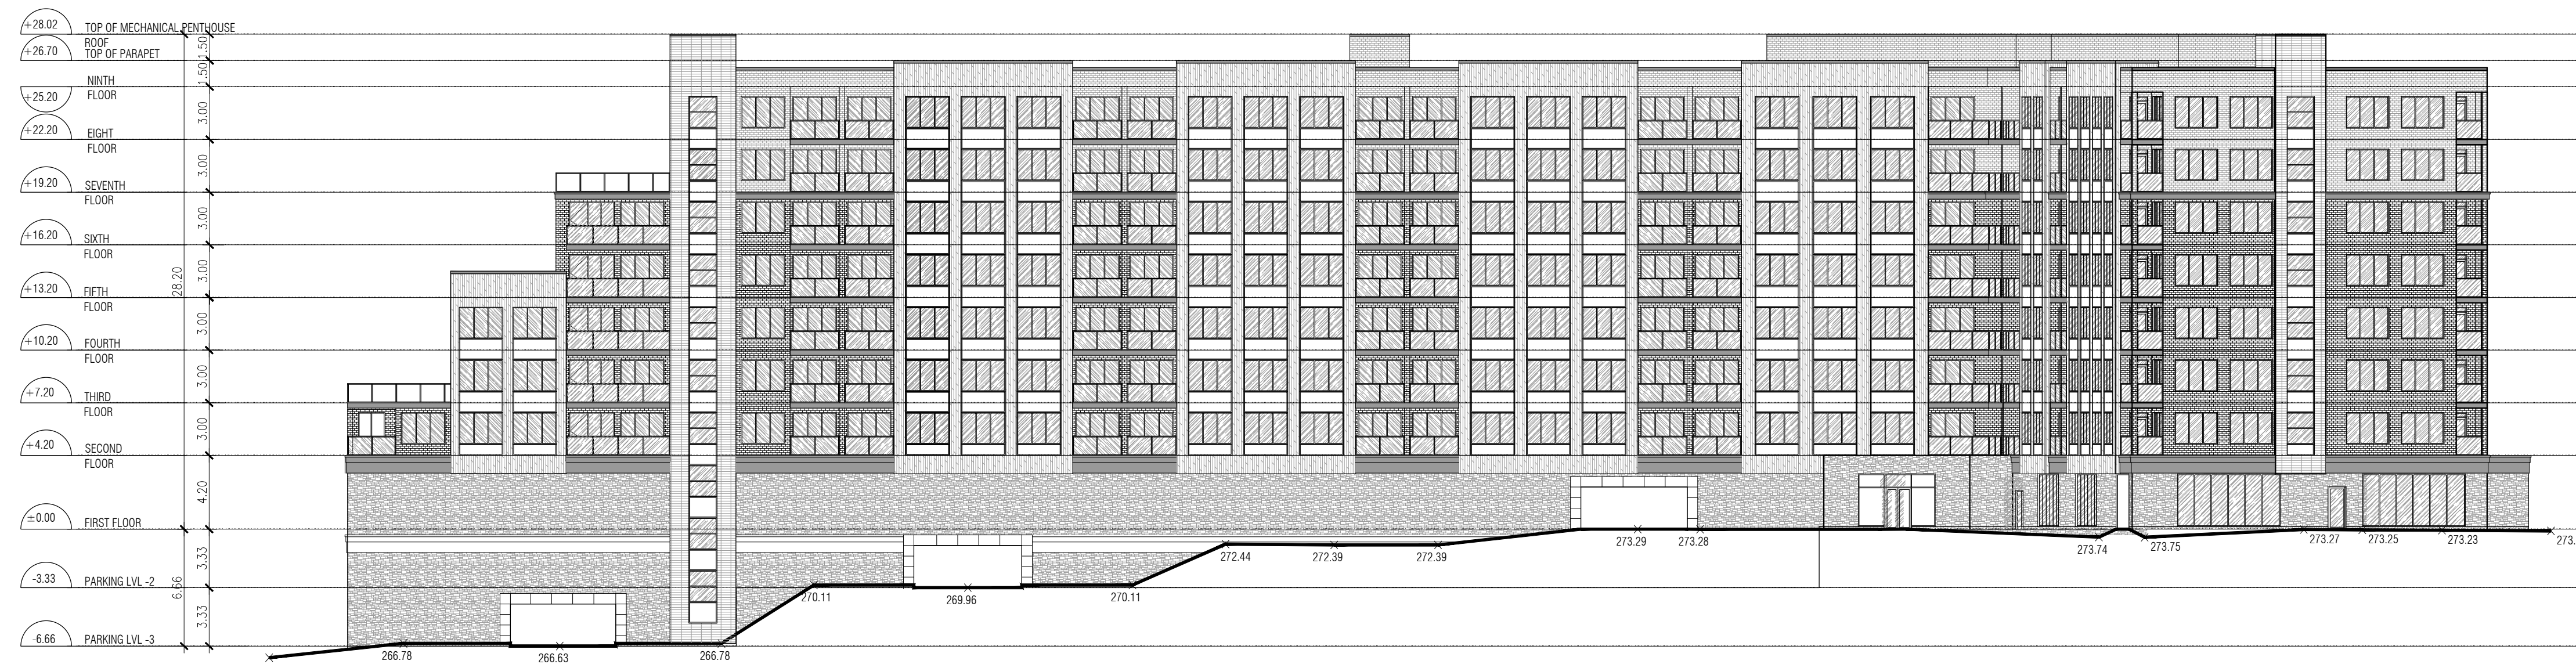 +28.02 TOP OF MECHANICAL PENTHOUSE
ROOF
+26.70 TOP OF PARAPET
1.50
1.50
NINTH
+25.20 FLOOR
3.00
+22.20 EIGHT
FLOOR
3.00
+19.20 SEVENTH
FLOOR
3.00
+16.20 SIXTH
FLOOR
28.20
3.00
+13.20 FIFTH
FLOOR
3.00
+10.20 FOURTH
FLOOR
3.00
+7.20 THIRD
FLOOR
3.00
+4.20 SECOND
FLOOR
4.20
±0.00 FIRST FLOOR
3.33
-3.33 PARKING LVL -2
6.66
3.33
-6.66 PARKING LVL -3
266.78
266.63
266.78
270.11
269.96
270.11
272.44
272.39
272.39
273.29
273.28
273.74
273.75
273.27
273.25
273.23
273.